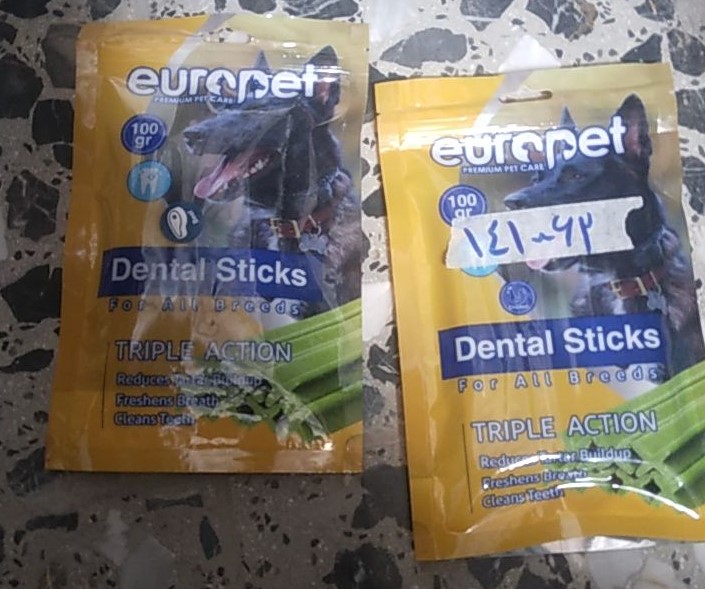 europet
PREMIUM PET CARE
100
gr
Dental Sticks
For All Breeds
TRIPLE ACTION
Reduces Tartar Buildup
Freshens Breath
Cleans Teeth
europet
PREMIUM PET CARE
100
gr
Dental Sticks
For All Breeds
TRIPLE ACTION
Reduces Tartar Buildup
Freshens Breath
Cleans Teeth